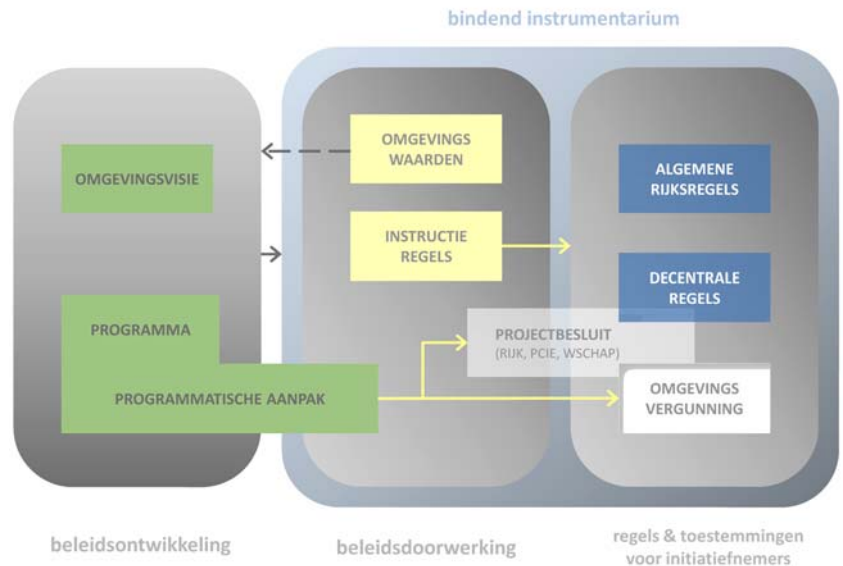 bindend instrumentarium
OMGEVINGSVISIE
PROGRAMMA
PROGRAMMATISCHE AANPAK
OMGEVINGS
WAARDEN
INSTRUCTIE
REGELS
PROJECTBESLUIT
(RIJK, PCIE, WSCHAP)
ALGEMENE
RIJKSREGELS
DECENTRALE
REGELS
OMGEVINGS
VERGUNNING
beleidsontwikkeling
beleidsdoorwerking
regels & toestemmingen
voor initiatiefnemers